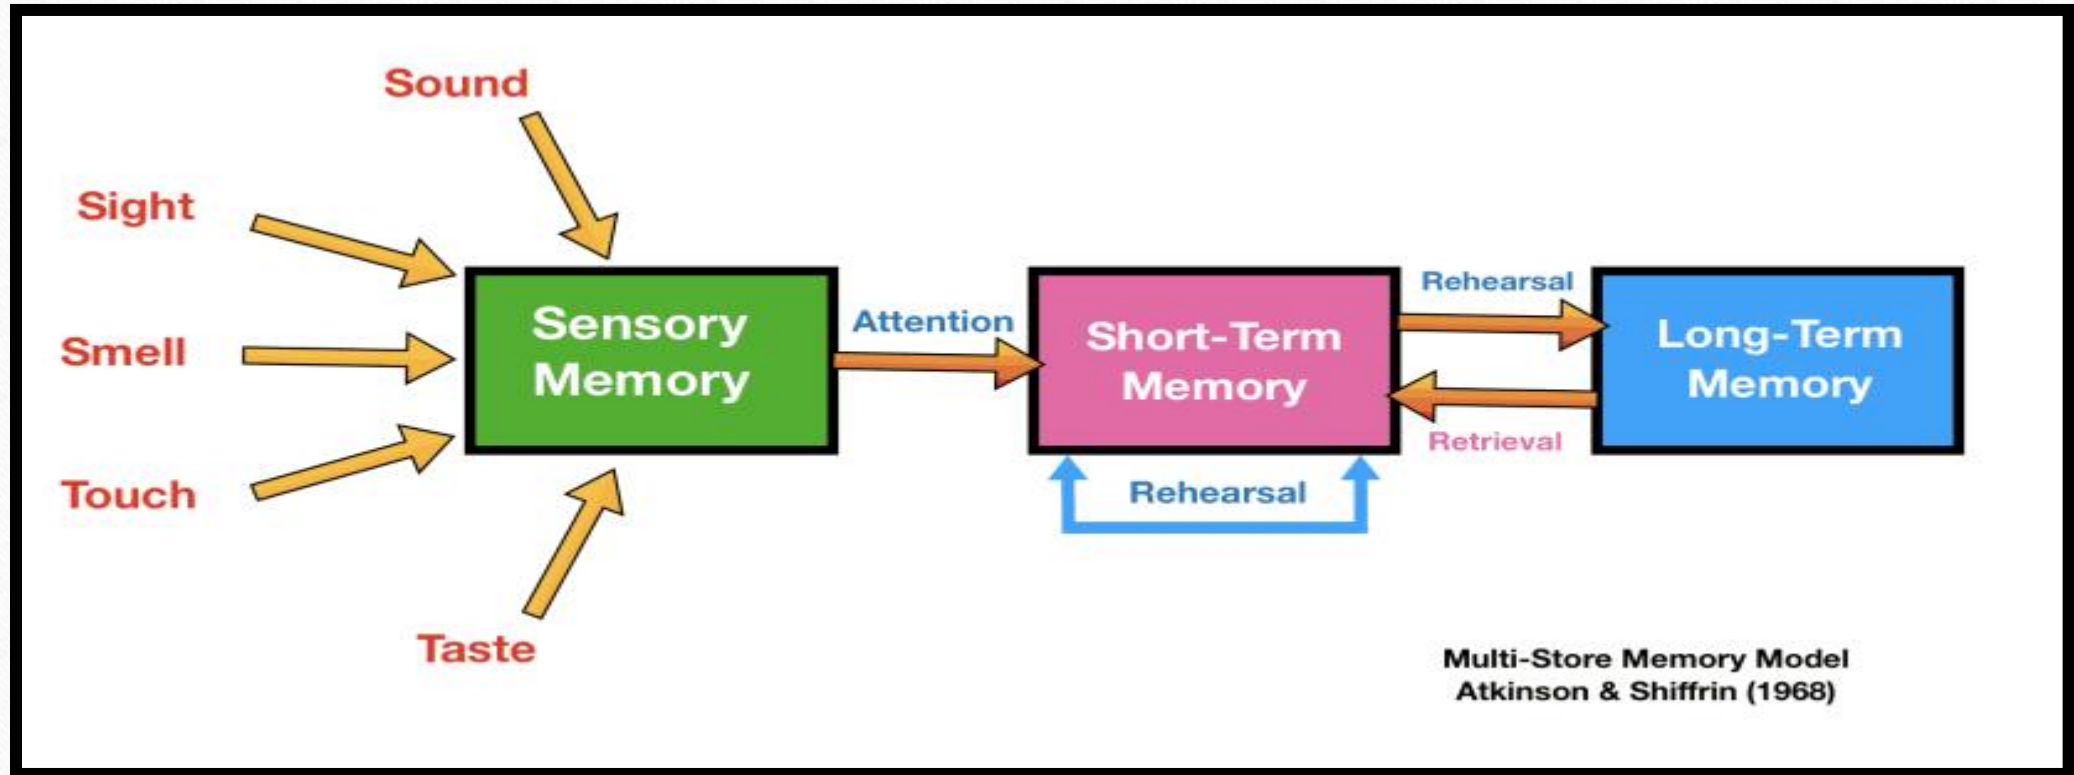 Sound
Sight
Smell
Touch
Taste
Sensory
Memory
Attention
Short-Term
Memory
Rehearsal
Rehearsal
Retrieval
Long-Term
Memory
Multi-Store Memory Model
Atkinson & Shiffrin (1968)